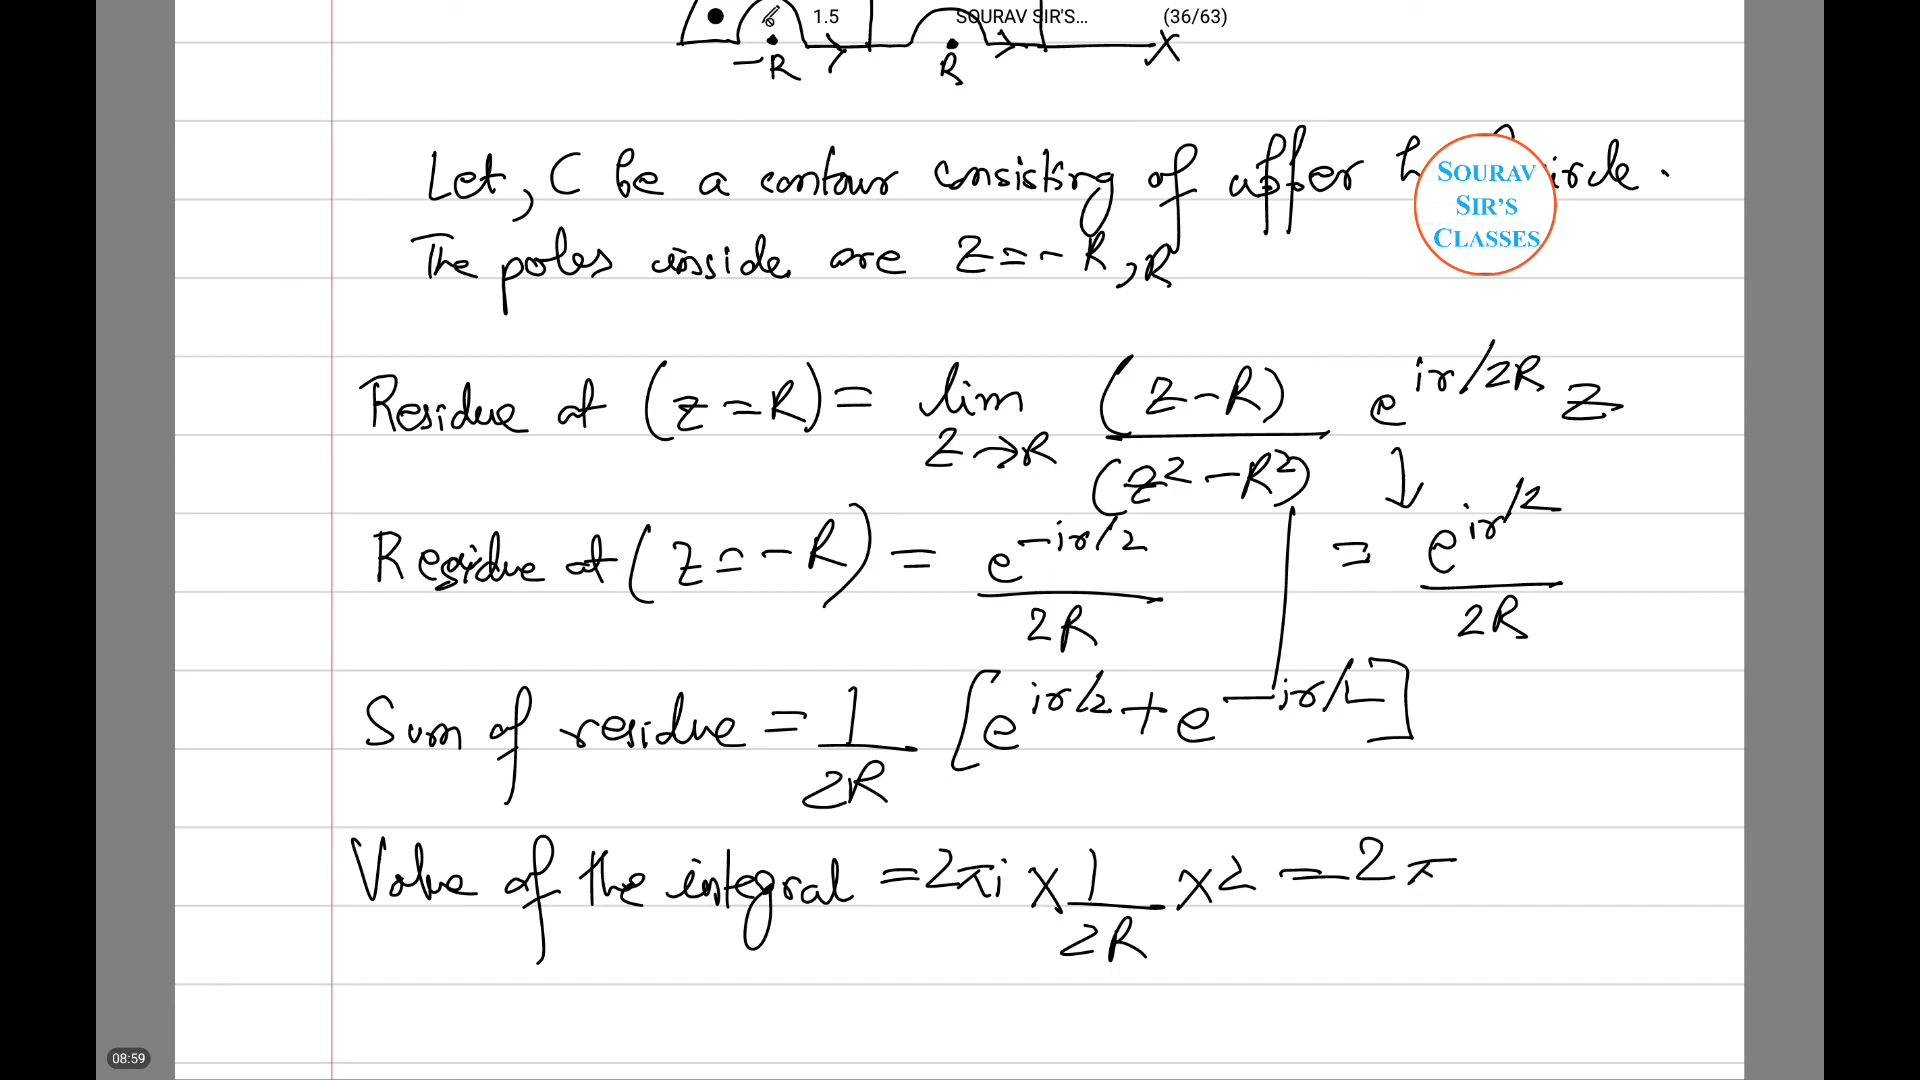 1.5 SOURAV SIR'S... (36/63)
-R R X
Let, C be a contour consisting of upper h
SOURAV SIR'S CLASSES
ircle.
The poles inside are Z = -R, R
Residue at (z = R) = lim Z→R (Z-R)/(Z² - R²) e^{ir/2R} Z
Residue at (Z = -R) = e^{-ir/2}/2R = e^{ir/2}/2R
Sum of residue = 1/2R [e^{ir/2} + e^{-ir/2}]
Value of the integral = 2πi × 1/2R × 2 = 2π
08:59